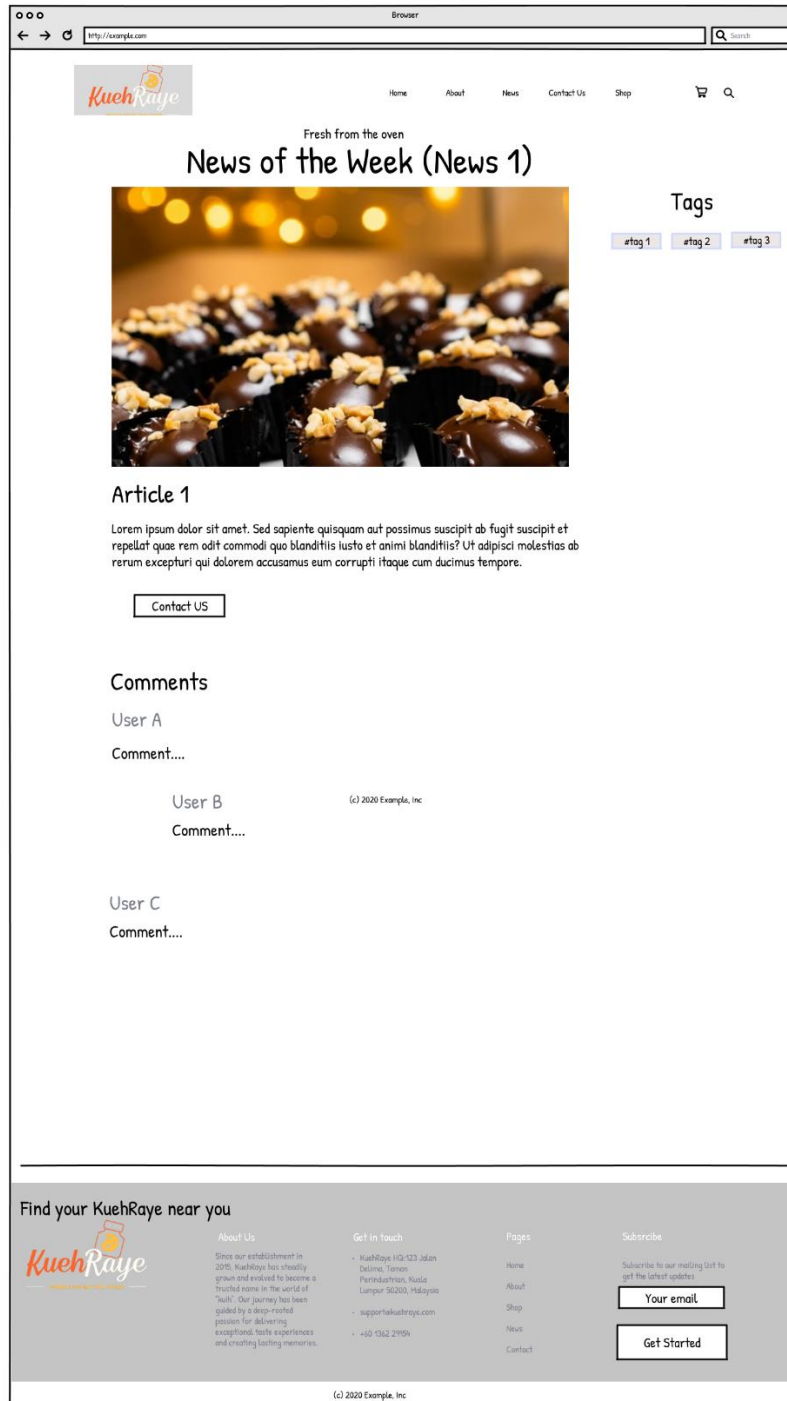 Browser
http://example.com
Search
KuehRaye
Home About News Contact Us Shop
Fresh from the oven
News of the Week (News 1)
Tags
#tag 1 #tag 2 #tag 3
Article 1
Lorem ipsum dolor sit amet. Sed sapiente quisquam aut possimus suscipit ab fugit suscipit et
repellat quae rem odit commodi quo blanditiis iusto et animi blanditiis? Ut adipisci molestias ab
rerum excepturi qui dolorem accusamus eum corrupti itaque cum ducimus tempore.
Contact US
Comments
User A
Comment....
User B
(c) 2020 Example, Inc
Comment....
User C
Comment....
Find your KuehRaye near you
KuehRaye
About Us
Since our establishment in
2015, KuehRaye has steadily
grown and evolved to become a
trusted name in the world of
"kuih". Our journey has been
guided by a deep-rooted
passion for delivering
exceptional taste experiences
and creating lasting memories.
Get in touch
• KuehRaye HQ:123 Jalan
Delima, Taman
Perindustrian, Kuala
Lumpur 50200, Malaysia
• support@kuehraye.com
• +60 1362 29154
Pages
Home
About
Shop
News
Contact
Subsrcibe
Subscribe to our mailing list to
get the latest updates
Your email
Get Started
(c) 2020 Example, Inc